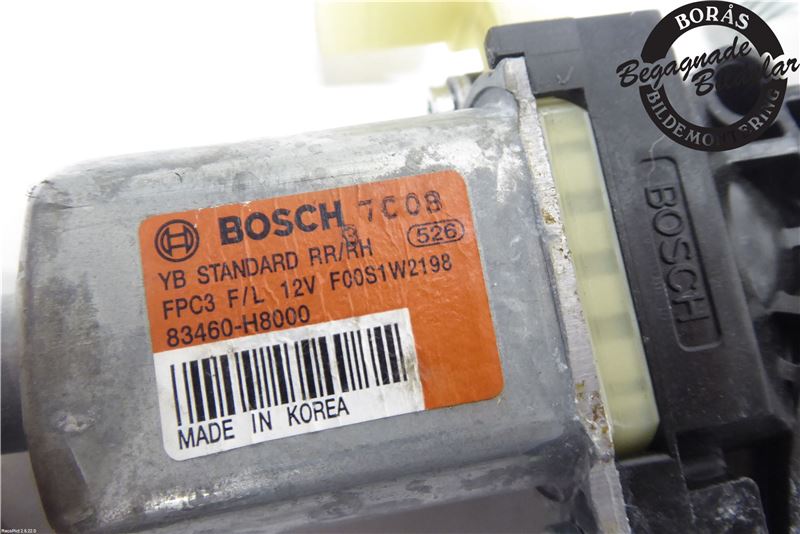 BORÅS
Begagnade Bildelar
BILDEMONTERING
BOSCH 7C08
3 526
YB STANDARD RR/RH
FPC3 F/L 12V F00S1W2198
83460-H8000
MADE IN KOREA
BOSCH